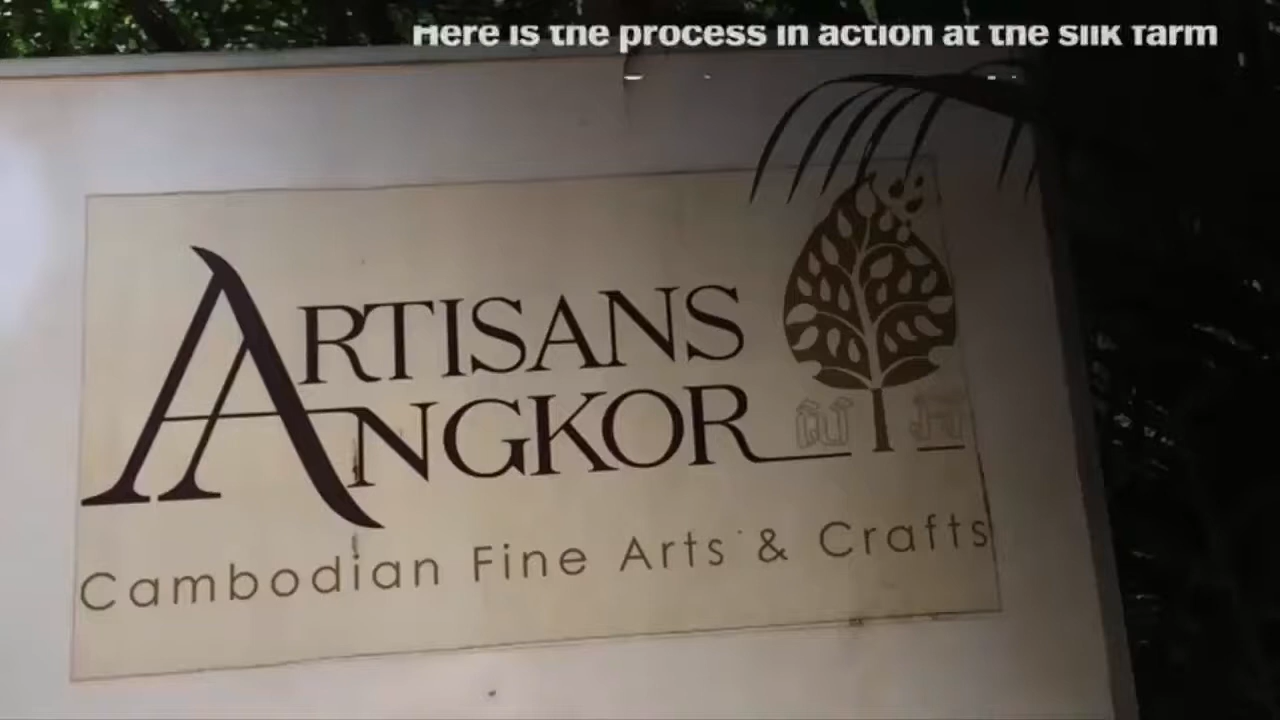 Here is the process in action at the silk farm
ARTISANS
ANGKOR
Cambodian Fine Arts & Crafts